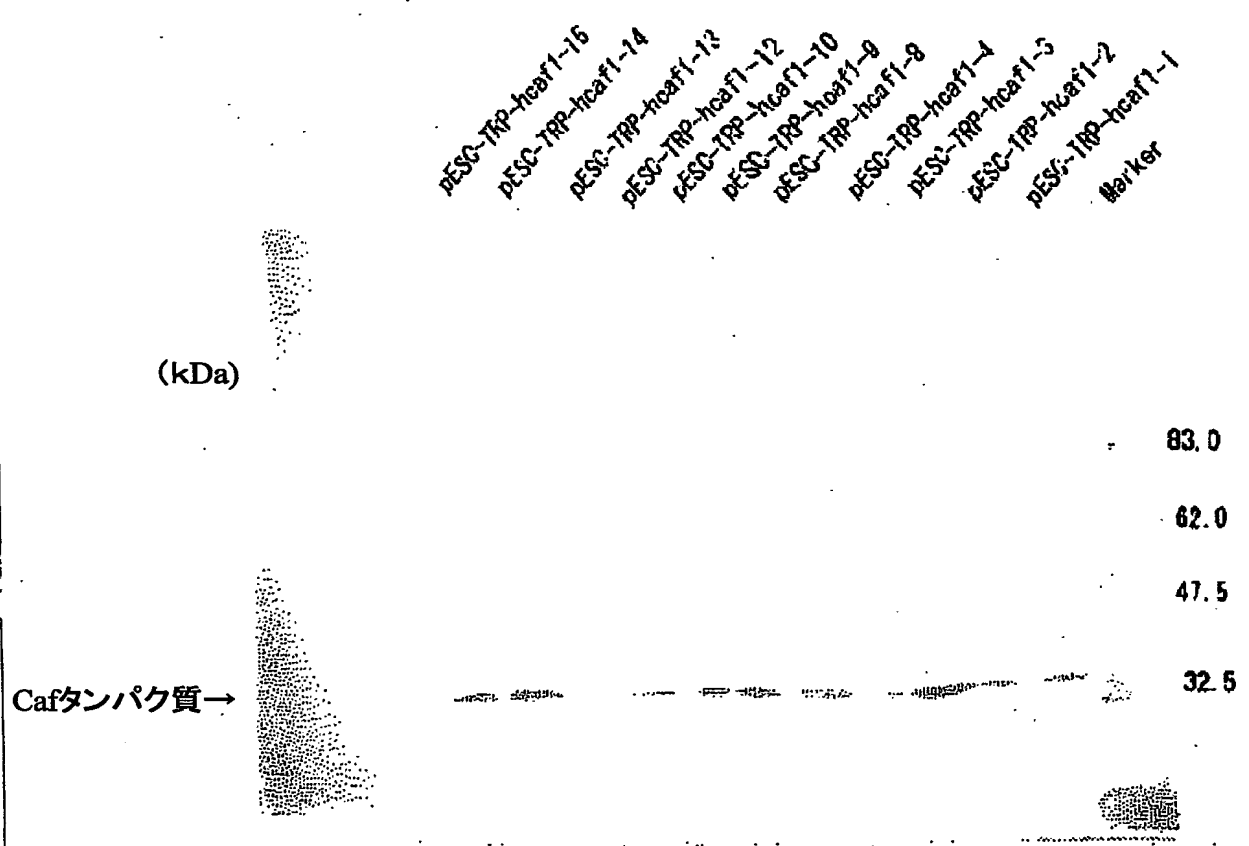 pESC-TRP-hcaf1-16
pESC-TRP-hcaf1-14
pESC-TRP-hcaf1-13
pESC-TRP-hcaf1-12
pESC-TRP-hcaf1-10
pESC-TRP-hcaf1-9
pESC-TRP-hcaf1-8
pESC-TRP-hcaf1-4
pESC-TRP-hcaf1-5
pESC-TRP-hcaf1-2
pESC-TRP-hcaf1-1
Marker
(kDa)
83.0
62.0
47.5
Cafタンパク質→
32.5